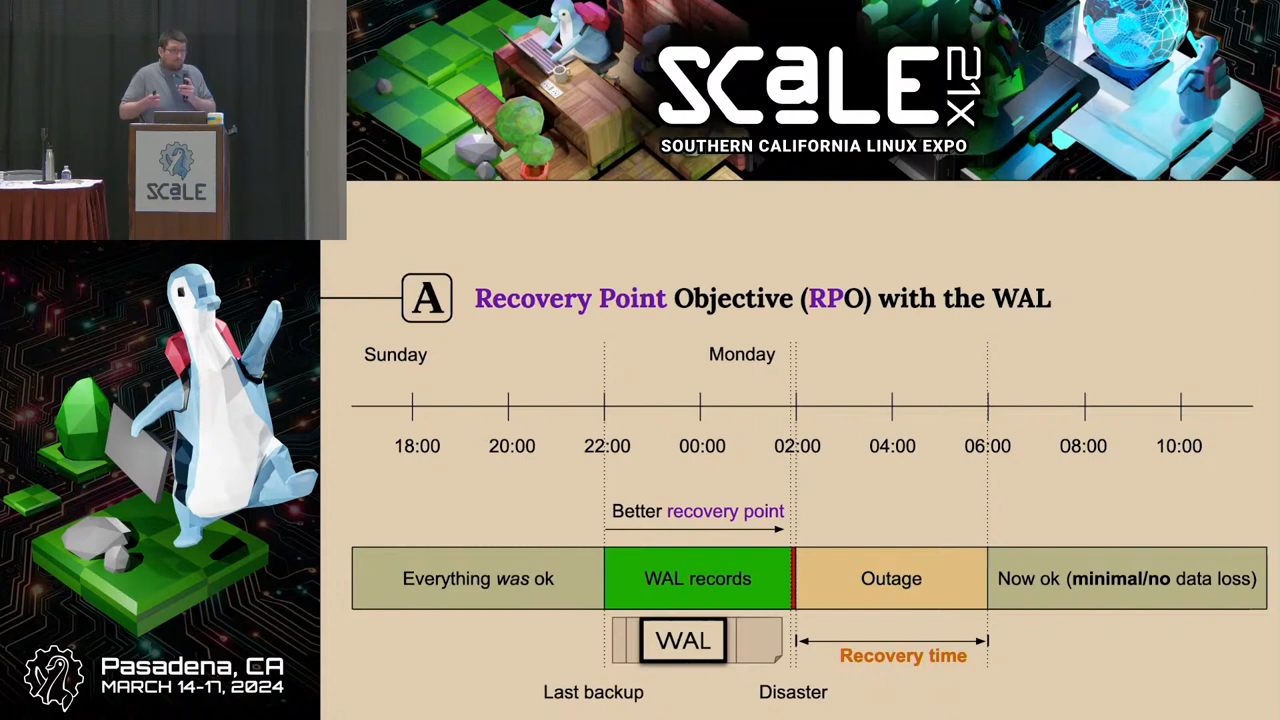 SCaLE
SCaLE 21x
SOUTHERN CALIFORNIA LINUX EXPO
A
Recovery Point Objective (RPO) with the WAL
Sunday
Monday
18:00 20:00 22:00 00:00 02:00 04:00 06:00 08:00 10:00
Better recovery point
Everything was ok
WAL records
Outage
Now ok (minimal/no data loss)
WAL
Recovery time
Last backup
Disaster
Pasadena, CA
MARCH 14-17, 2024